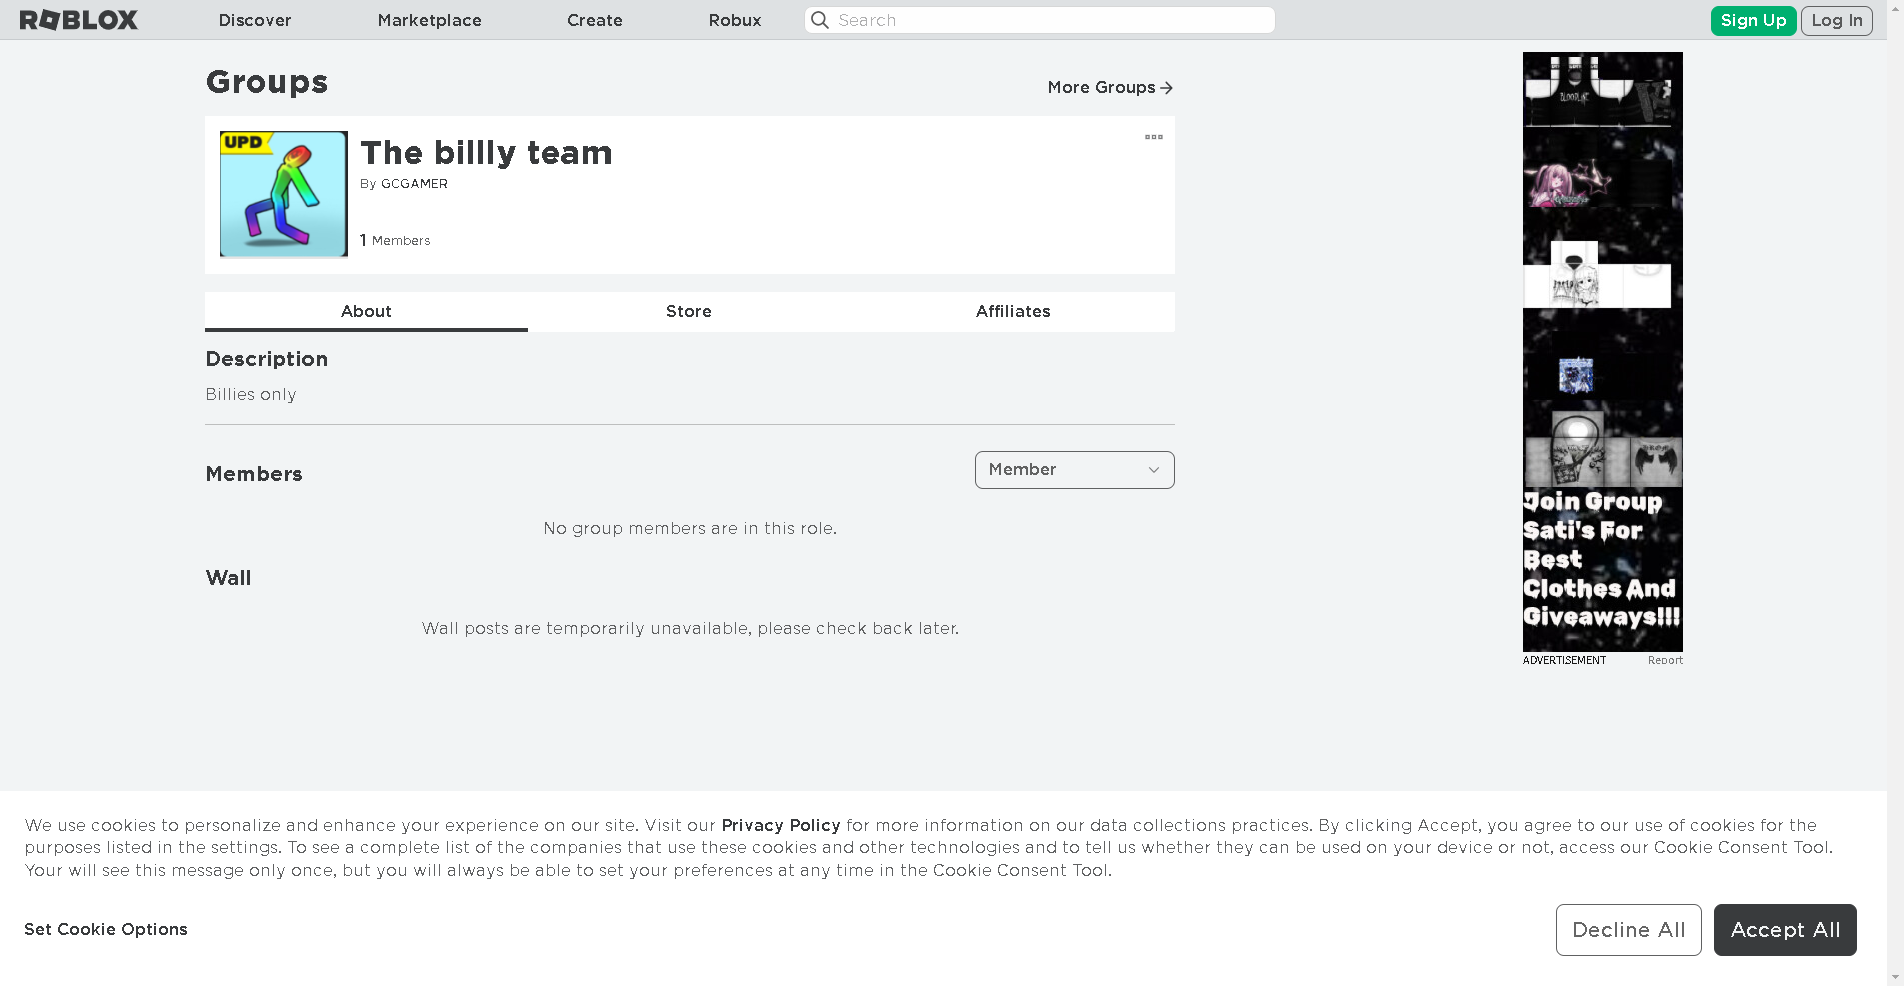 ROBLOX Discover Marketplace Create Robux Search Sign Up Log In
Groups
More Groups
UPD
The billly team
By GCGAMER
1 Members
About Store Affiliates
Description
Billies only
Members
Member
No group members are in this role.
Wall
Wall posts are temporarily unavailable, please check back later.
BLOODLINE
Join Group
Sati's For
Best
Clothes And
Giveaways!!!
ADVERTISEMENT Report
We use cookies to personalize and enhance your experience on our site. Visit our Privacy Policy for more information on our data collections practices. By clicking Accept, you agree to our use of cookies for the
purposes listed in the settings. To see a complete list of the companies that use these cookies and other technologies and to tell us whether they can be used on your device or not, access our Cookie Consent Tool.
Your will see this message only once, but you will always be able to set your preferences at any time in the Cookie Consent Tool.
Set Cookie Options
Decline All Accept All